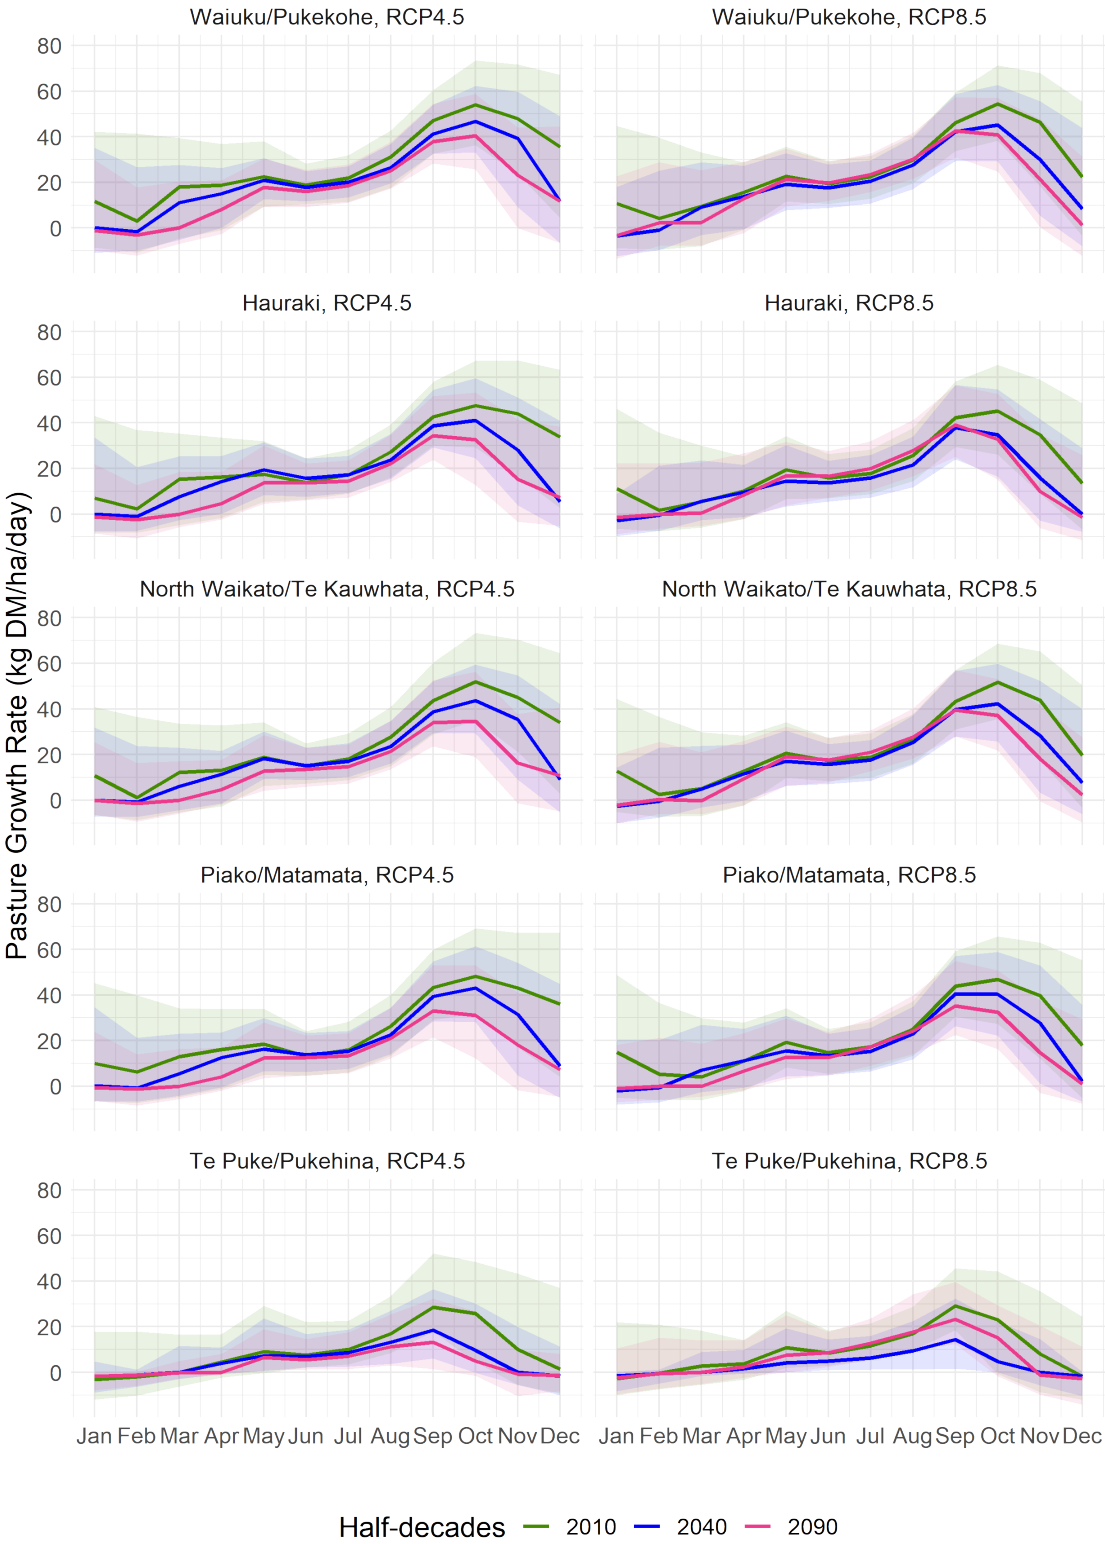 Waiuku/Pukekohe, RCP4.5
Waiuku/Pukekohe, RCP8.5
80
60
40
20
0
Hauraki, RCP4.5
Hauraki, RCP8.5
80
60
40
20
0
North Waikato/Te Kauwhata, RCP4.5
North Waikato/Te Kauwhata, RCP8.5
80
60
40
20
0
Piako/Matamata, RCP4.5
Piako/Matamata, RCP8.5
80
60
40
20
0
Te Puke/Pukehina, RCP4.5
Te Puke/Pukehina, RCP8.5
80
60
40
20
0
Pasture Growth Rate (kg DM/ha/day)
Jan Feb Mar Apr May Jun Jul Aug Sep Oct Nov Dec
Jan Feb Mar Apr May Jun Jul Aug Sep Oct Nov Dec
Half-decades 2010 2040 2090